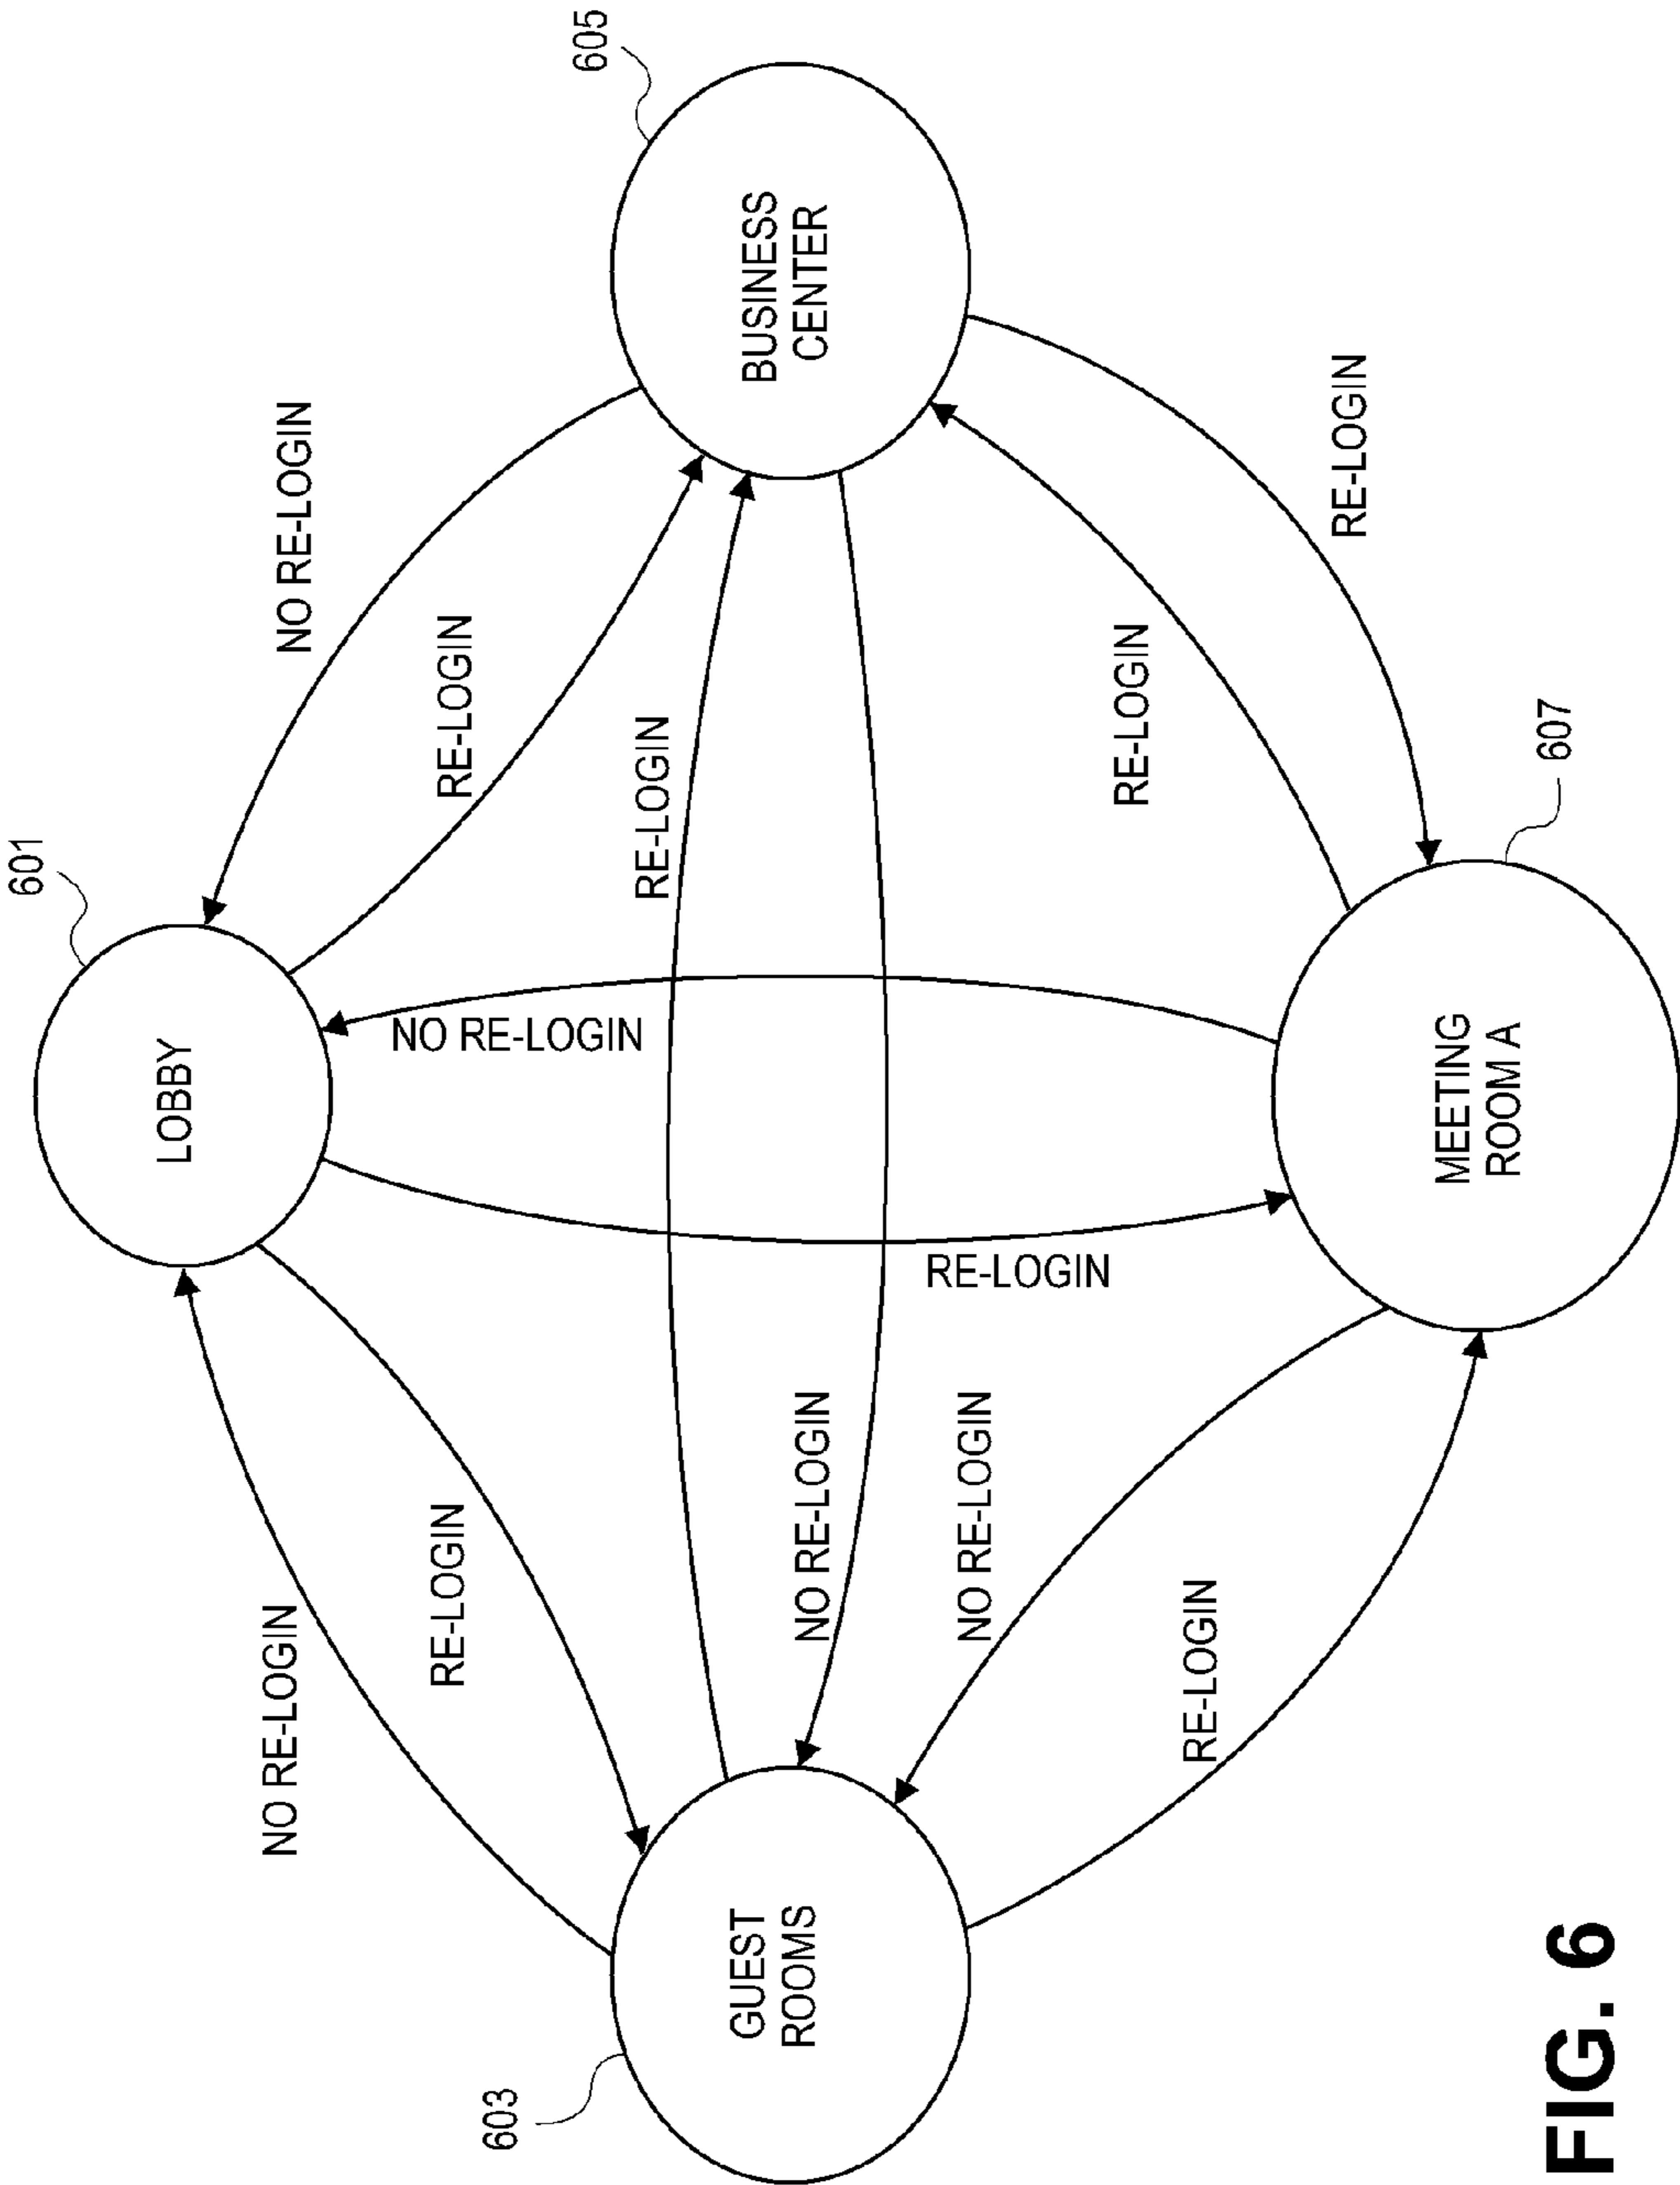 601
LOBBY
NO RE-LOGIN
NO RE-LOGIN
RE-LOGIN
RE-LOGIN
603
GUEST
ROOMS
605
BUSINESS
CENTER
NO RE-LOGIN
RE-LOGIN
RE-LOGIN
NO RE-LOGIN
NO RE-LOGIN
RE-LOGIN
RE-LOGIN
RE-LOGIN
MEETING
ROOM A
607
FIG. 6